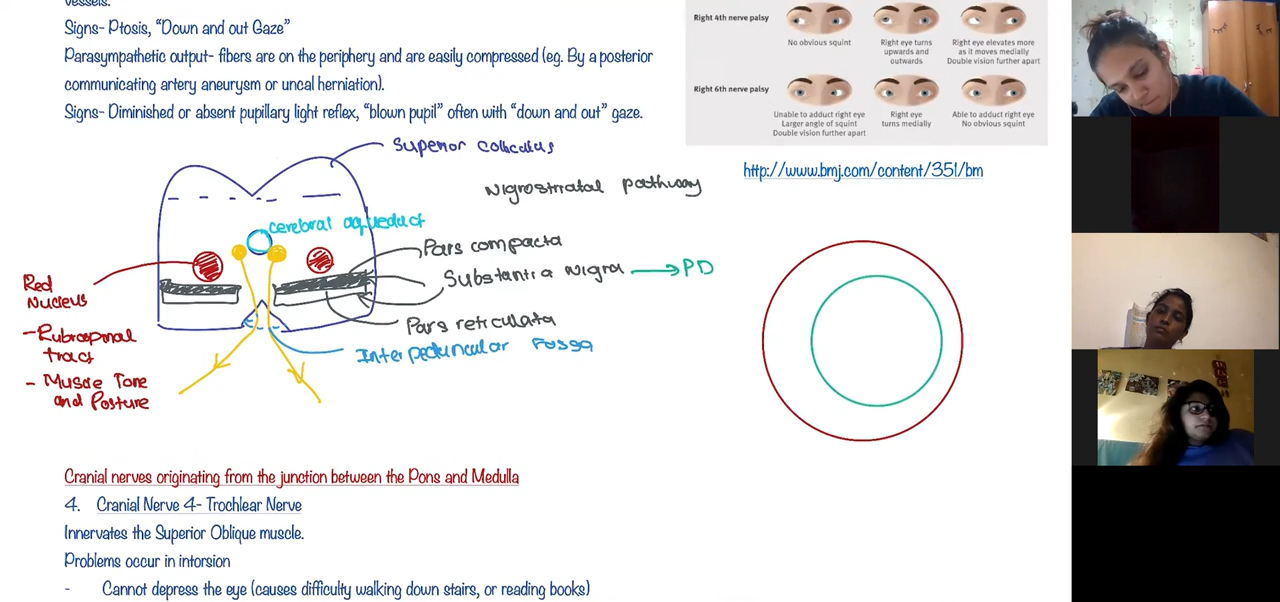 vessels.
Signs- Ptosis, “Down and out Gaze”
Parasympathetic output- fibers are on the periphery and are easily compressed (eg. By a posterior
communicating artery aneurysm or uncal herniation).
Signs- Diminished or absent pupillary light reflex, “blown pupil” often with “down and out” gaze.
Right 4th nerve palsy
No obvious squint
Right eye turns
upwards and
outwards
Right eye elevates more
as it moves medially
Double vision further apart
Right 6th nerve palsy
Unable to adduct right eye
Larger angle of squint
Double vision further apart
Right eye
turns medially
Able to adduct right eye
No obvious squint
http://www.bmj.com/content/351/bm
Superior colliculus
Nigrostriatal pathway
cerebral aqueduct
Pars compacta
Substantia Nigra → PD
Pars reticulata
Interpeduncular Fossa
Red
Nucleus
- Rubrospinal
tract
- Muscle Tone
and Posture
Cranial nerves originating from the junction between the Pons and Medulla
4. Cranial Nerve 4- Trochlear Nerve
Innervates the Superior Oblique muscle.
Problems occur in intorsion
- Cannot depress the eye (causes difficulty walking down stairs, or reading books)